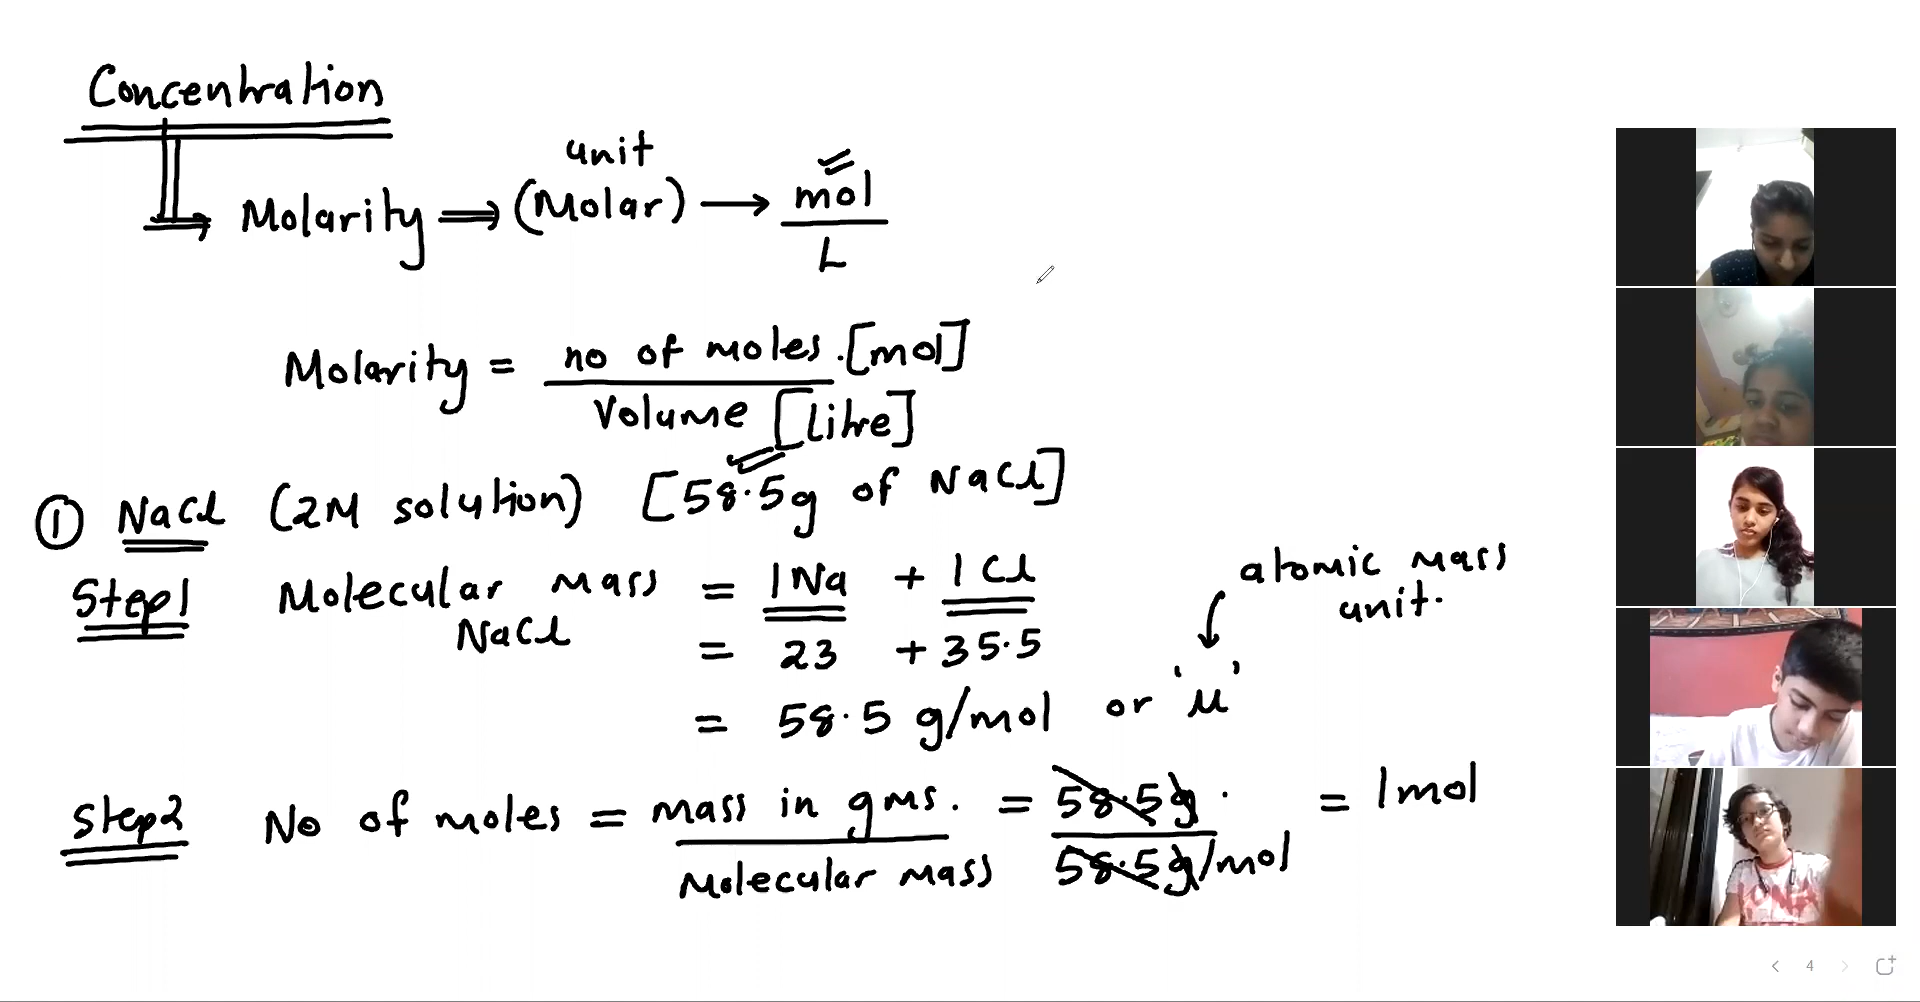 Concentration
unit
Molarity ⟹ (Molar) ⟶ mol
L
Molarity = no of moles.[mol]
Volume [litre]
① NaCl (2M solution) [58.5g of NaCl]
Step1 Molecular mass = 1Na + 1Cl
NaCl = 23 + 35.5
atomic mass
unit.
= 58.5 g/mol or 'u'
Step2 No of moles = mass in gms. = 58.5g. = 1mol
Molecular mass 58.5g/mol
4